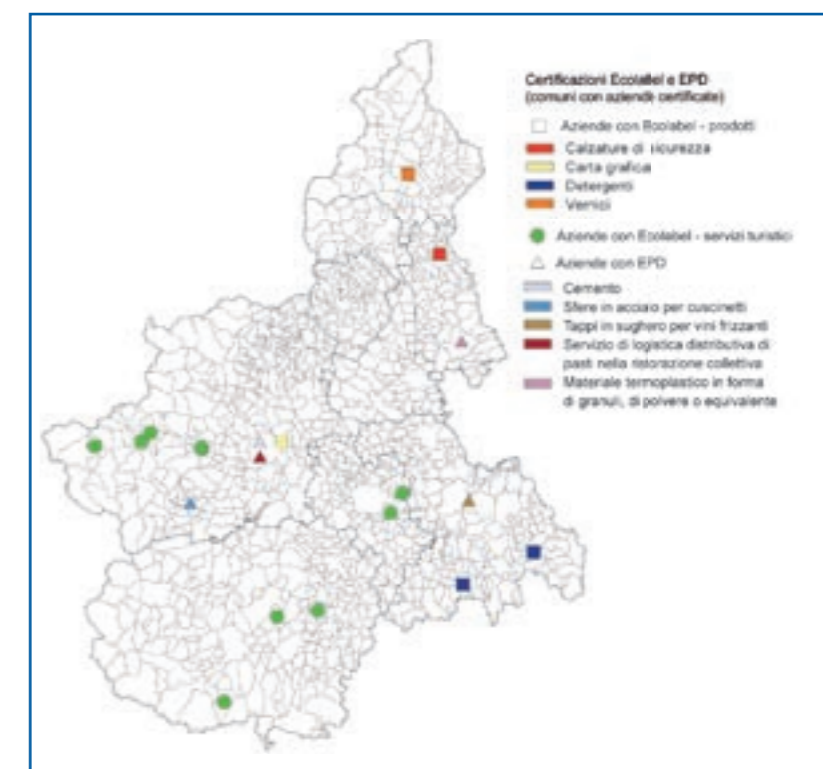 Certificazioni Ecolabel e EPD
(comuni con aziende certificate)
Aziende con Ecolabel - prodotti
Calzature di sicurezza
Carta grafica
Detergenti
Vernici
Aziende con Ecolabel - servizi turistici
Aziende con EPD
Cemento
Sfere in acciaio per cuscinetti
Tappi in sughero per vini frizzanti
Servizio di logistica distributiva di
pasti nella ristorazione collettiva
Materiale termoplastico in forma
di granuli, di polvere o equivalente